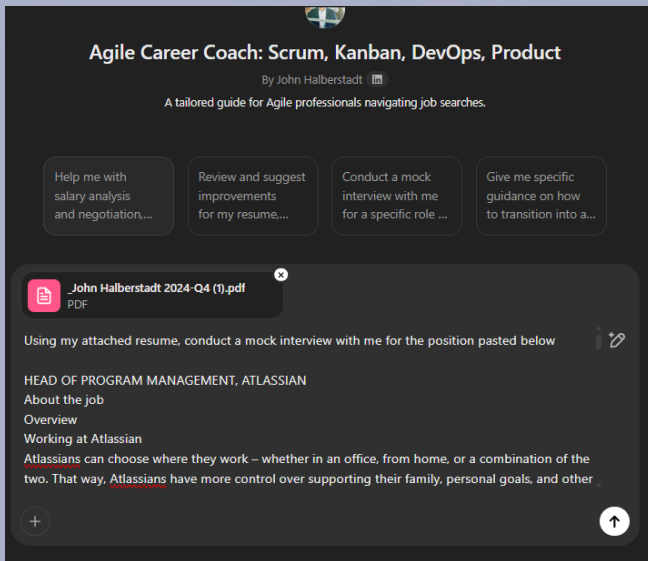 Agile Career Coach: Scrum, Kanban, DevOps, Product
By John Halberstadt in
A tailored guide for Agile professionals navigating job searches.
Help me with
salary analysis
and negotiation,...
Review and suggest
improvements
for my resume,...
Conduct a mock
interview with me
for a specific role ...
Give me specific
guidance on how
to transition into a...
_John Halberstadt 2024-Q4 (1).pdf
PDF
Using my attached resume, conduct a mock interview with me for the position pasted below
HEAD OF PROGRAM MANAGEMENT, ATLASSIAN
About the job
Overview
Working at Atlassian
Atlassians can choose where they work – whether in an office, from home, or a combination of the
two. That way, Atlassians have more control over supporting their family, personal goals, and other